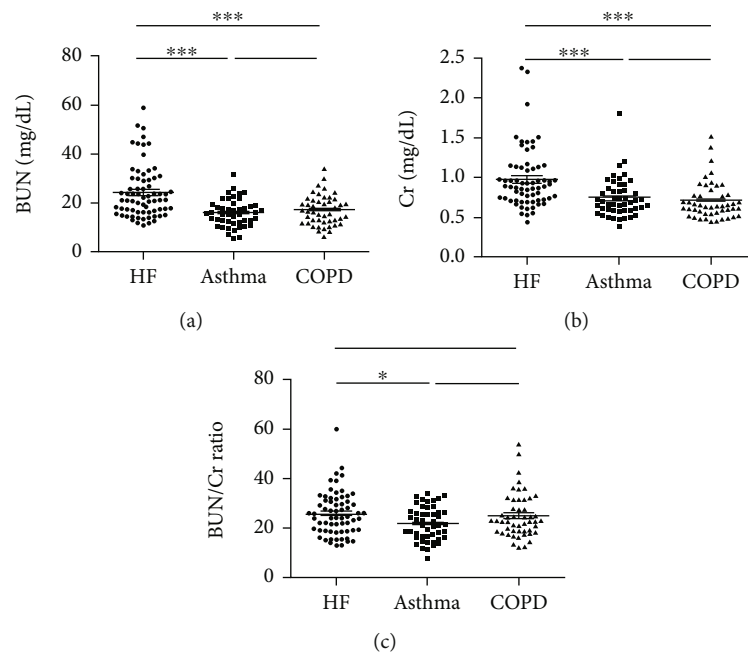 ***
***
80
60
40
20
0
BUN (mg/dL)
HF
Asthma
COPD
(a)
***
***
2.5
2.0
1.5
1.0
0.5
0.0
Cr (mg/dL)
HF
Asthma
COPD
(b)
*
80
60
40
20
0
BUN/Cr ratio
HF
Asthma
COPD
(c)